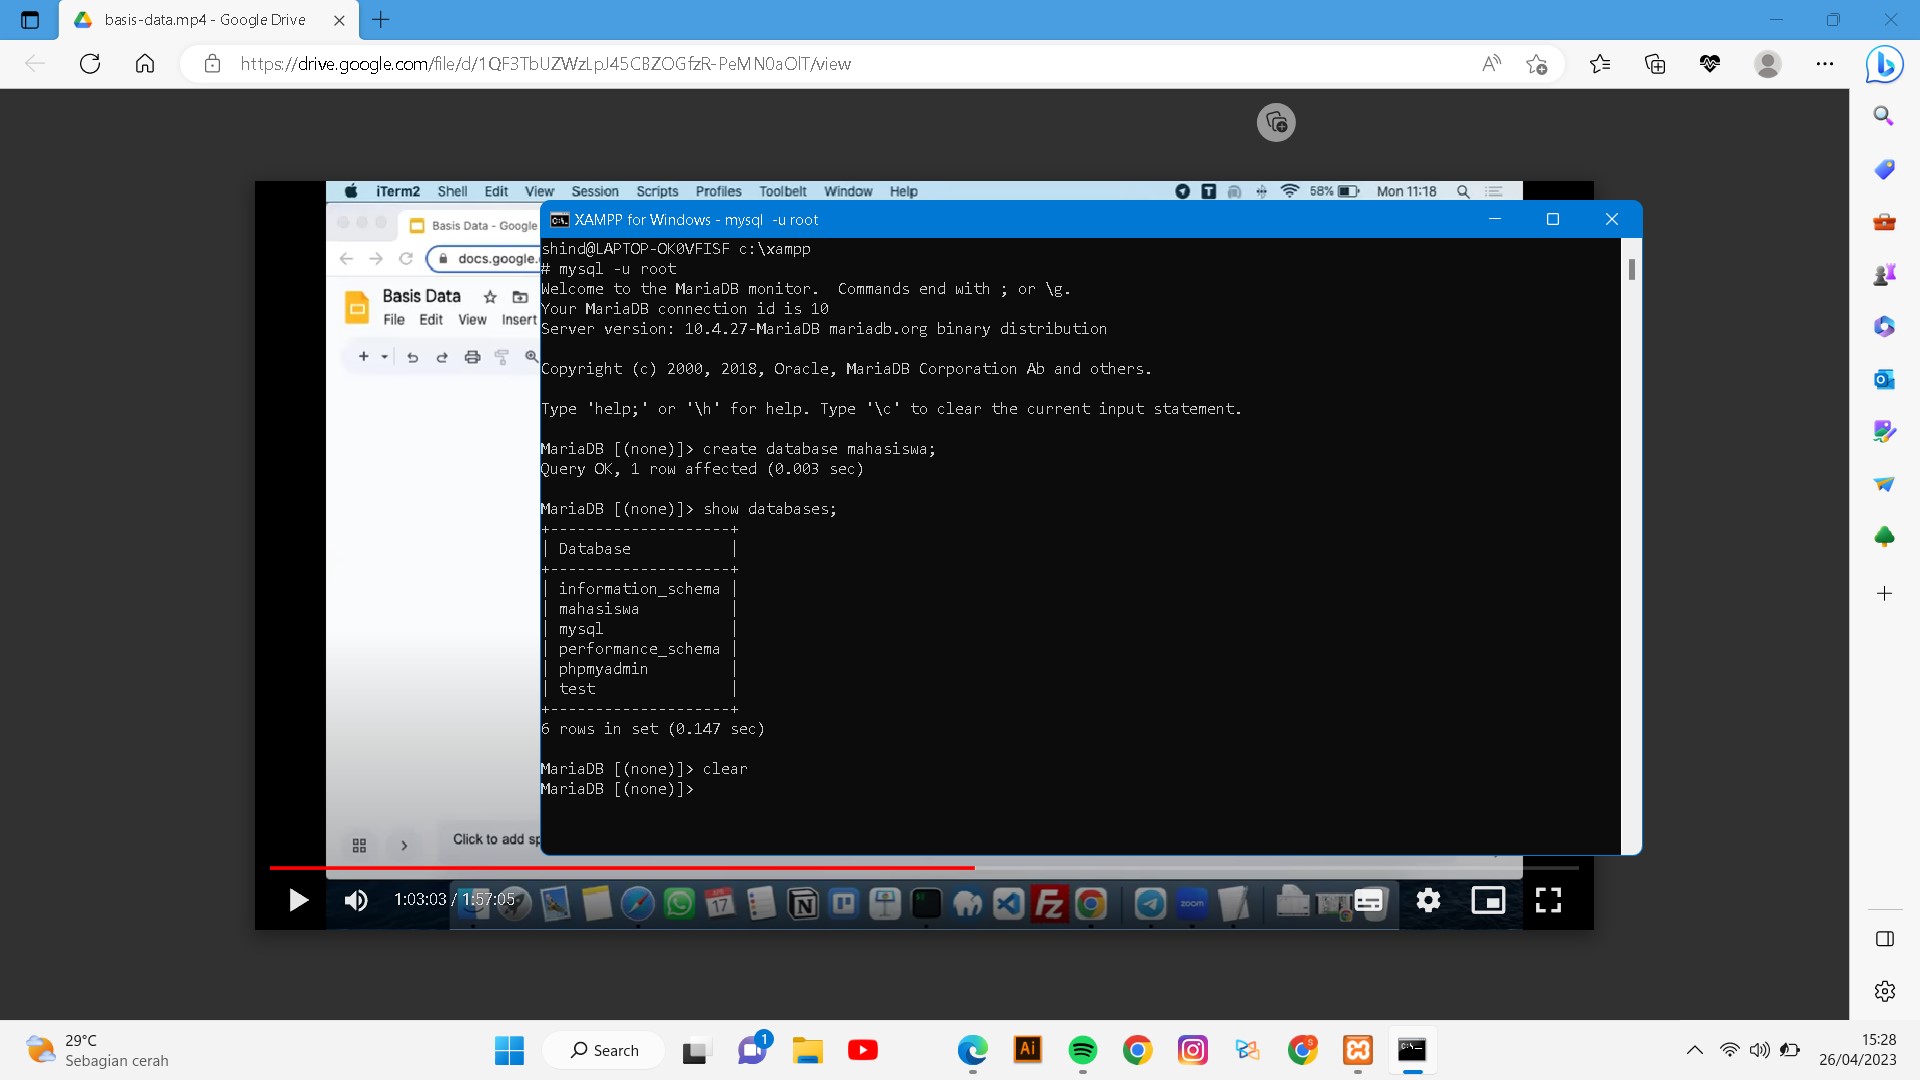 basis-data.mp4 - Google Drive
https://drive.google.com/file/d/1QF3TbUZWzLpJ45CBZOGfzR-PeMIN0aOlT/view
iTerm2 Shell Edit View Session Scripts Profiles Toolbelt Window Help
58% Mon 11:18
Basis Data - Google
docs.google.
Basis Data
File Edit View Insert
XAMPP for Windows - mysql -u root
shind@LAPTOP-OK0VFISF c:\xampp
# mysql -u root
Welcome to the MariaDB monitor. Commands end with ; or \g.
Your MariaDB connection id is 10
Server version: 10.4.27-MariaDB mariadb.org binary distribution
Copyright (c) 2000, 2018, Oracle, MariaDB Corporation Ab and others.
Type 'help;' or '\h' for help. Type '\c' to clear the current input statement.
MariaDB [(none)]> create database mahasiswa;
Query OK, 1 row affected (0.003 sec)
MariaDB [(none)]> show databases;
+--------------------+
| Database           |
+--------------------+
| information_schema |
| mahasiswa          |
| mysql              |
| performance_schema |
| phpmyadmin         |
| test               |
+--------------------+
6 rows in set (0.147 sec)
MariaDB [(none)]> clear
MariaDB [(none)]>
Click to add sp
1:03:03 / 1:57:05
APR
17
zoom
29°C
Sebagian cerah
Search
1
Ai
15:28
26/04/2023